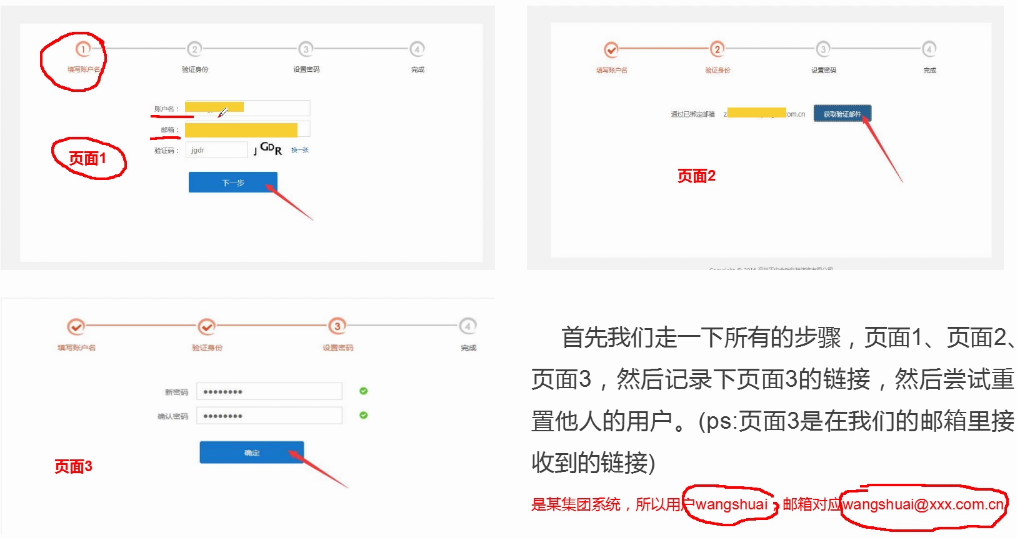 1
2
3
4
填写账户名
验证身份
设置密码
完成
账户名：
邮箱：
验证码：
jgdr
JGDR
换一张
下一步
页面1
2
3
4
填写账户名
验证身份
设置密码
完成
通过已绑定邮箱
z
om.cn
获取验证邮件
页面2
3
4
填写账户名
验证身份
设置密码
完成
新密码
确认密码
确定
页面3
首先我们走一下所有的步骤，页面1、页面2、
页面3，然后记录下页面3的链接，然后尝试重
置他人的用户。(ps:页面3是在我们的邮箱里接
收到的链接)
是某集团系统，所以用户wangshuai，邮箱对应wangshuai@xxx.com.cn